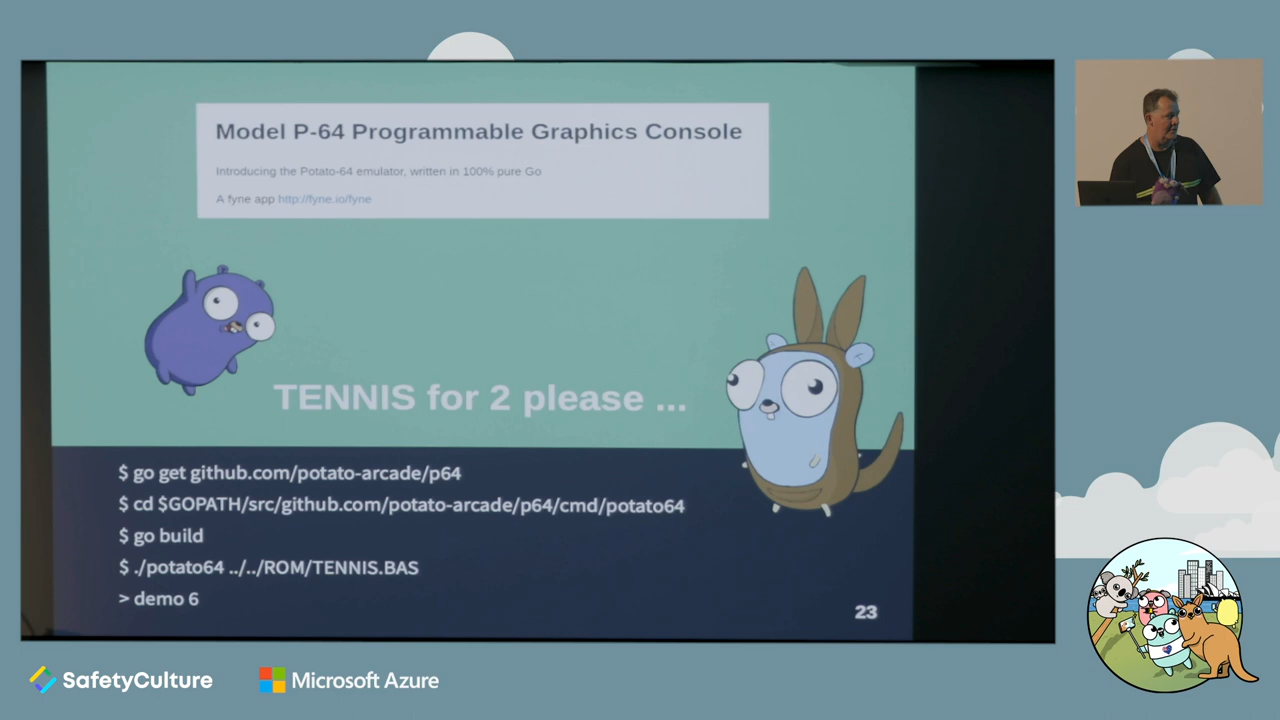 Model P-64 Programmable Graphics Console
Introducing the Potato-64 emulator, written in 100% pure Go
A fyne app http://fyne.io/fyne
TENNIS for 2 please ...
$ go get github.com/potato-arcade/p64
$ cd $GOPATH/src/github.com/potato-arcade/p64/cmd/potato64
$ go build
$ ./potato64 ../../ROM/TENNIS.BAS
> demo 6
23
SafetyCulture
Microsoft Azure